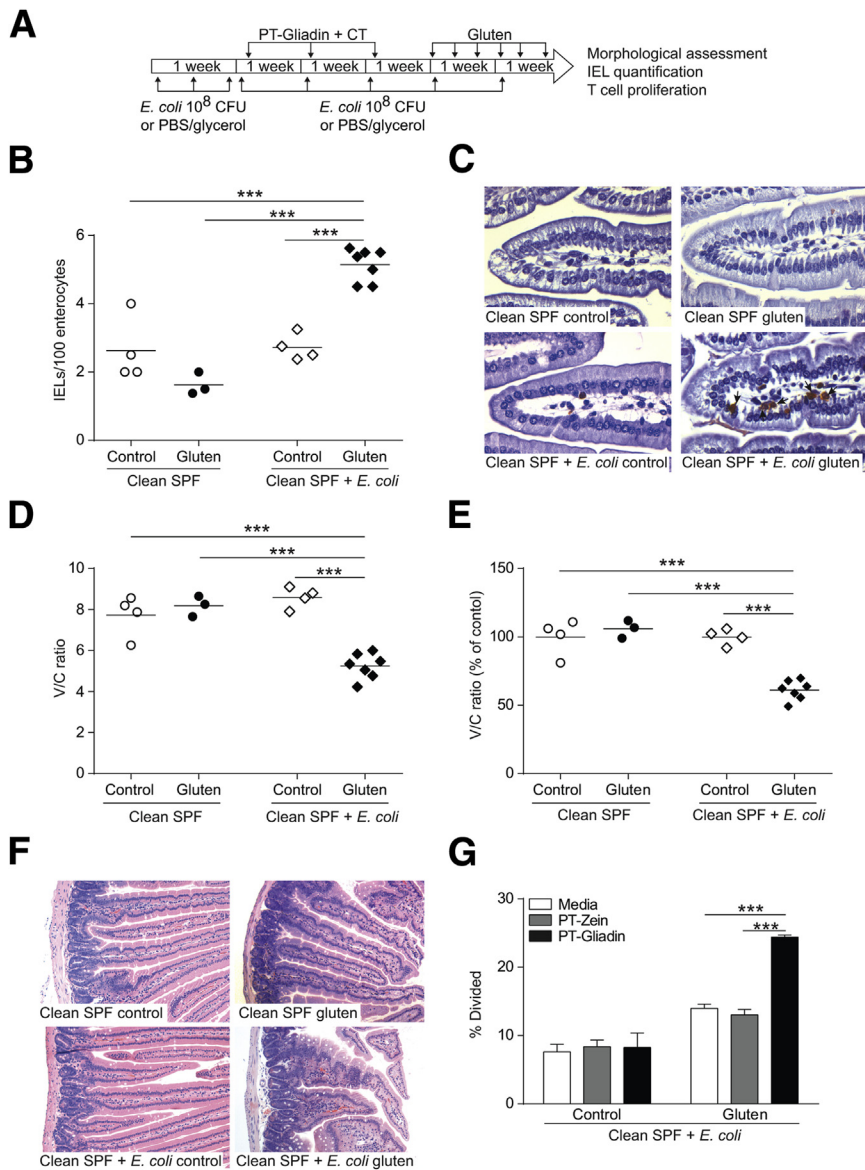 A
PT-Gliadin + CT
Gluten
1 week
1 week
1 week
1 week
1 week
1 week
E. coli 10⁸ CFU
or PBS/glycerol
E. coli 10⁸ CFU
or PBS/glycerol
Morphological assessment
IEL quantification
T cell proliferation
B
***
***
***
IELs/100 enterocytes
6
4
2
0
Control
Gluten
Control
Gluten
Clean SPF
Clean SPF + E. coli
C
Clean SPF control
Clean SPF gluten
Clean SPF + E. coli control
Clean SPF + E. coli gluten
D
***
***
***
V/C ratio
10
8
6
4
2
0
Control
Gluten
Control
Gluten
Clean SPF
Clean SPF + E. coli
E
***
***
***
V/C ratio (% of contol)
150
100
50
0
Control
Gluten
Control
Gluten
Clean SPF
Clean SPF + E. coli
F
Clean SPF control
Clean SPF gluten
Clean SPF + E. coli control
Clean SPF + E. coli gluten
G
Media
PT-Zein
PT-Gliadin
***
***
% Divided
30
20
10
0
Control
Gluten
Clean SPF + E. coli